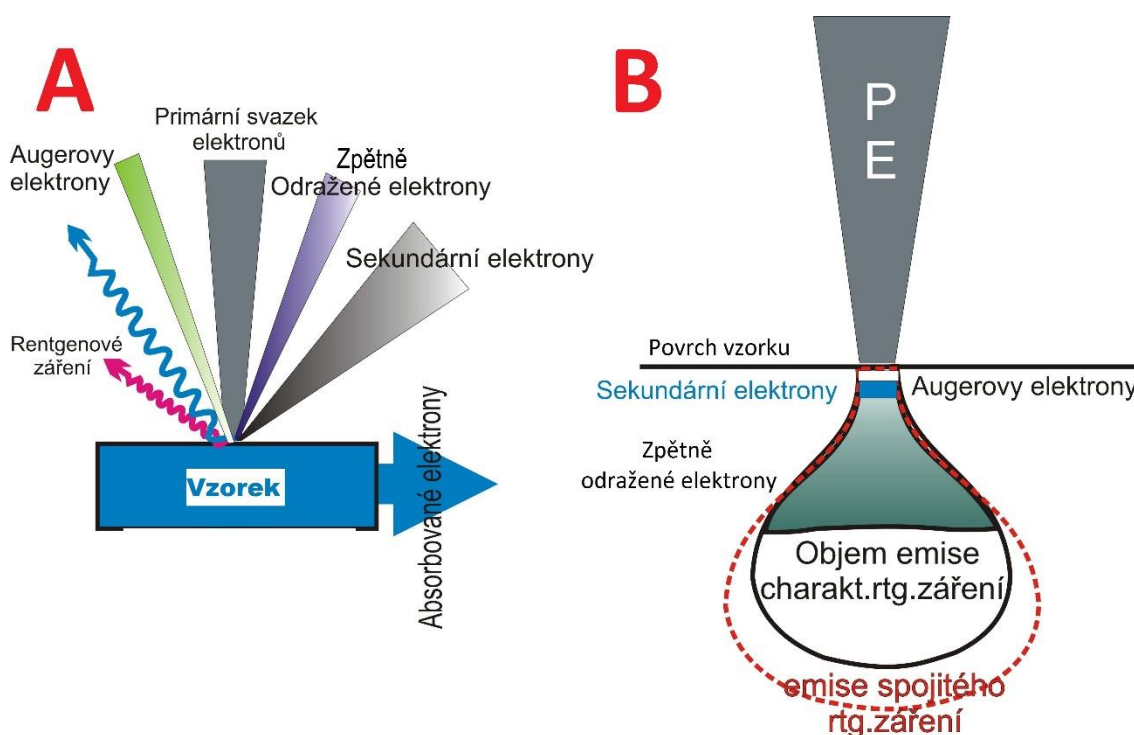 A
Primární svazek
elektronů
Augerovy
elektrony
Zpětně
Odražené elektrony
Sekundární elektrony
Rentgenové
záření
Vzorek
Absorbované elektrony
B
P
E
Povrch vzorku
Sekundární elektrony
Augerovy elektrony
Zpětně
odražené elektrony
Objem emise
charakt.rtg.záření
emise spojitého
rtg.záření